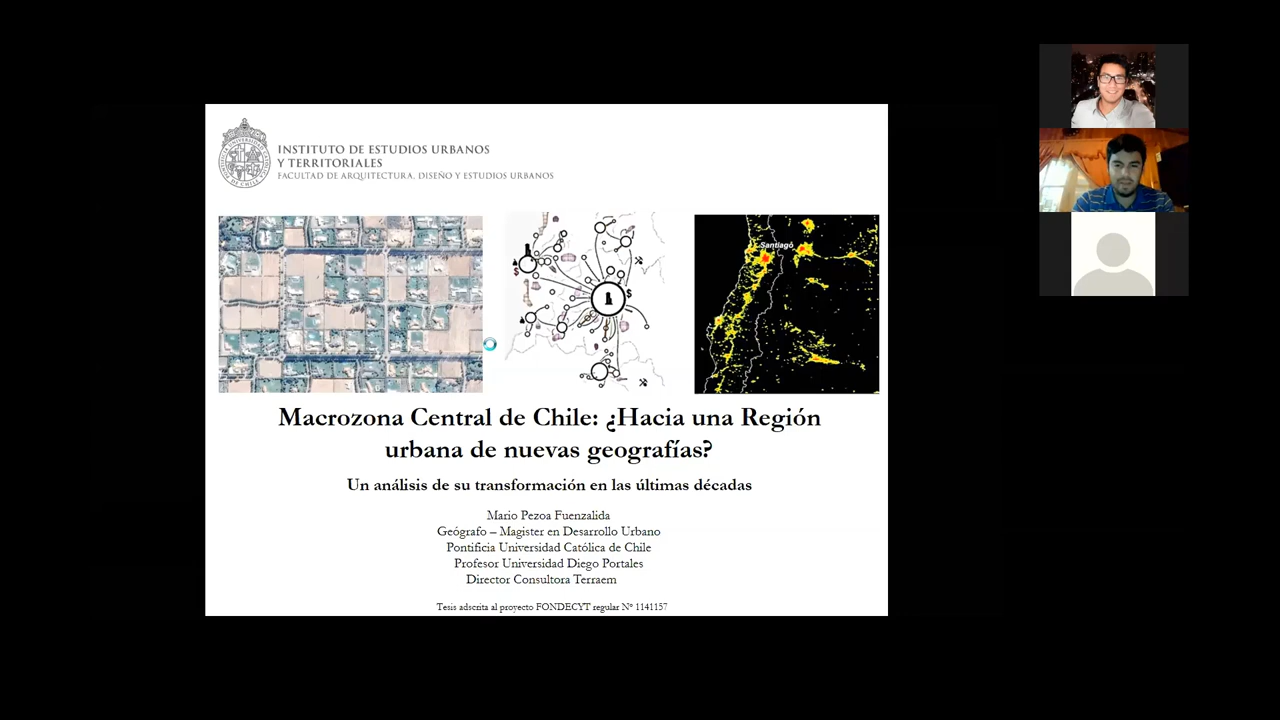 INSTITUTO DE ESTUDIOS URBANOS
Y TERRITORIALES
FACULTAD DE ARQUITECTURA, DISEÑO Y ESTUDIOS URBANOS
$
$
Santiago
Macrozona Central de Chile: ¿Hacia una Región
urbana de nuevas geografías?
Un análisis de su transformación en las últimas décadas
Mario Pezoa Fuenzalida
Geógrafo – Magister en Desarrollo Urbano
Pontificia Universidad Católica de Chile
Profesor Universidad Diego Portales
Director Consultora Terraem
Tesis adscrita al proyecto FONDECYT regular N° 1141157